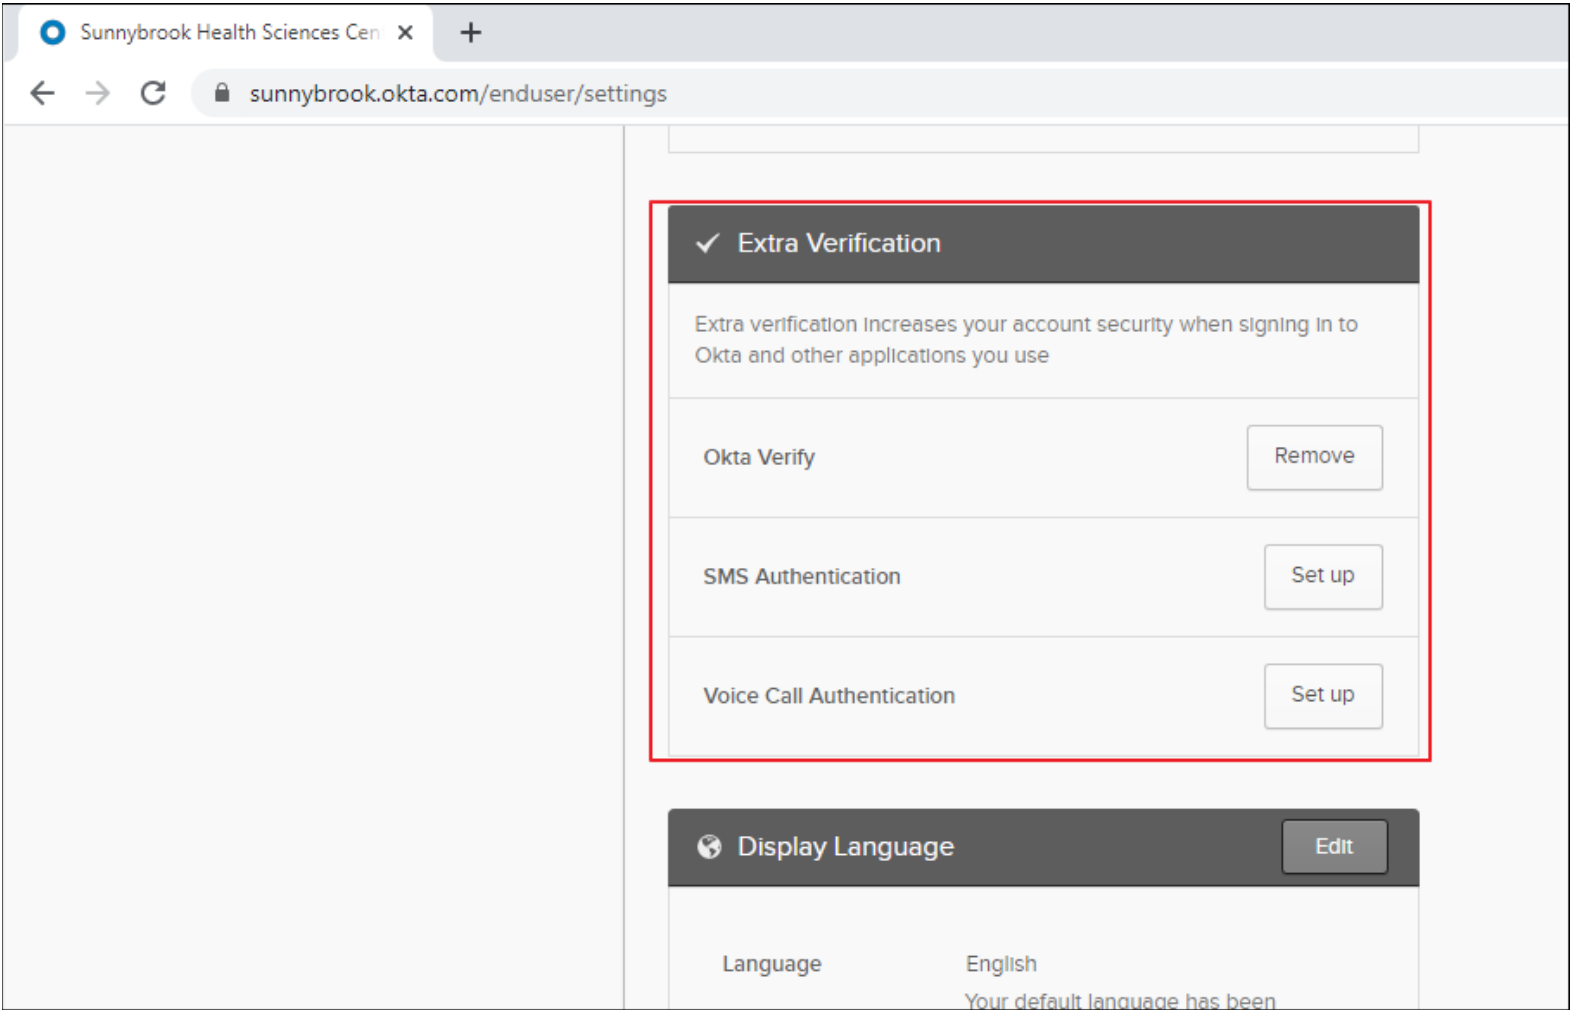 Sunnybrook Health Sciences Cen
sunnybrook.okta.com/enduser/settings
Extra Verification
Extra verification increases your account security when signing in to
Okta and other applications you use
Okta Verify
Remove
SMS Authentication
Set up
Voice Call Authentication
Set up
Display Language
Edit
Language
English
Your default language has been